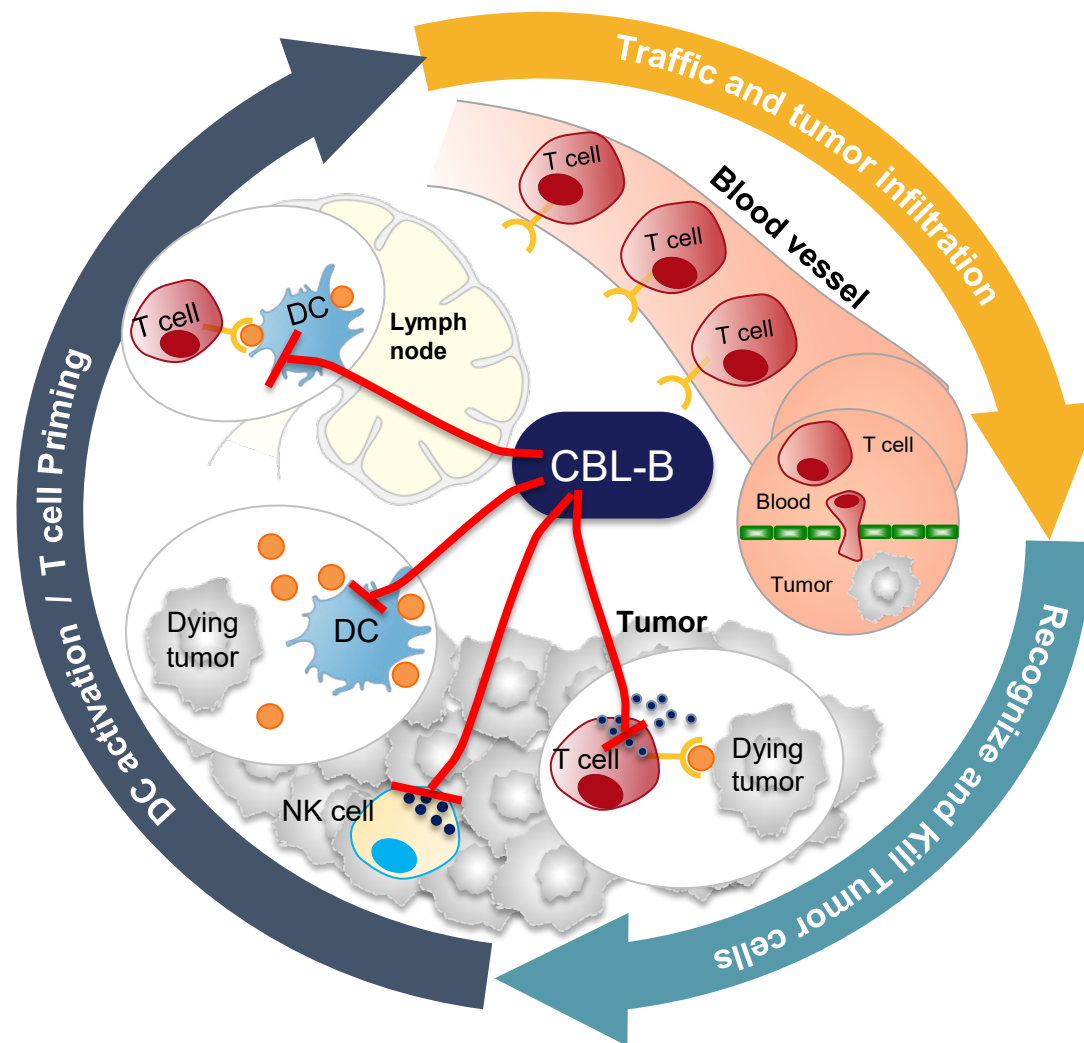 Traffic and tumor infiltration
T cell
T cell
T cell
Blood vessel
T cell
DC
Lymph
node
CBL-B
T cell
Blood
Tumor
DC activation / T cell Priming
Dying
tumor
DC
Tumor
T cell
Dying
tumor
NK cell
Recognize and Kill Tumor cells